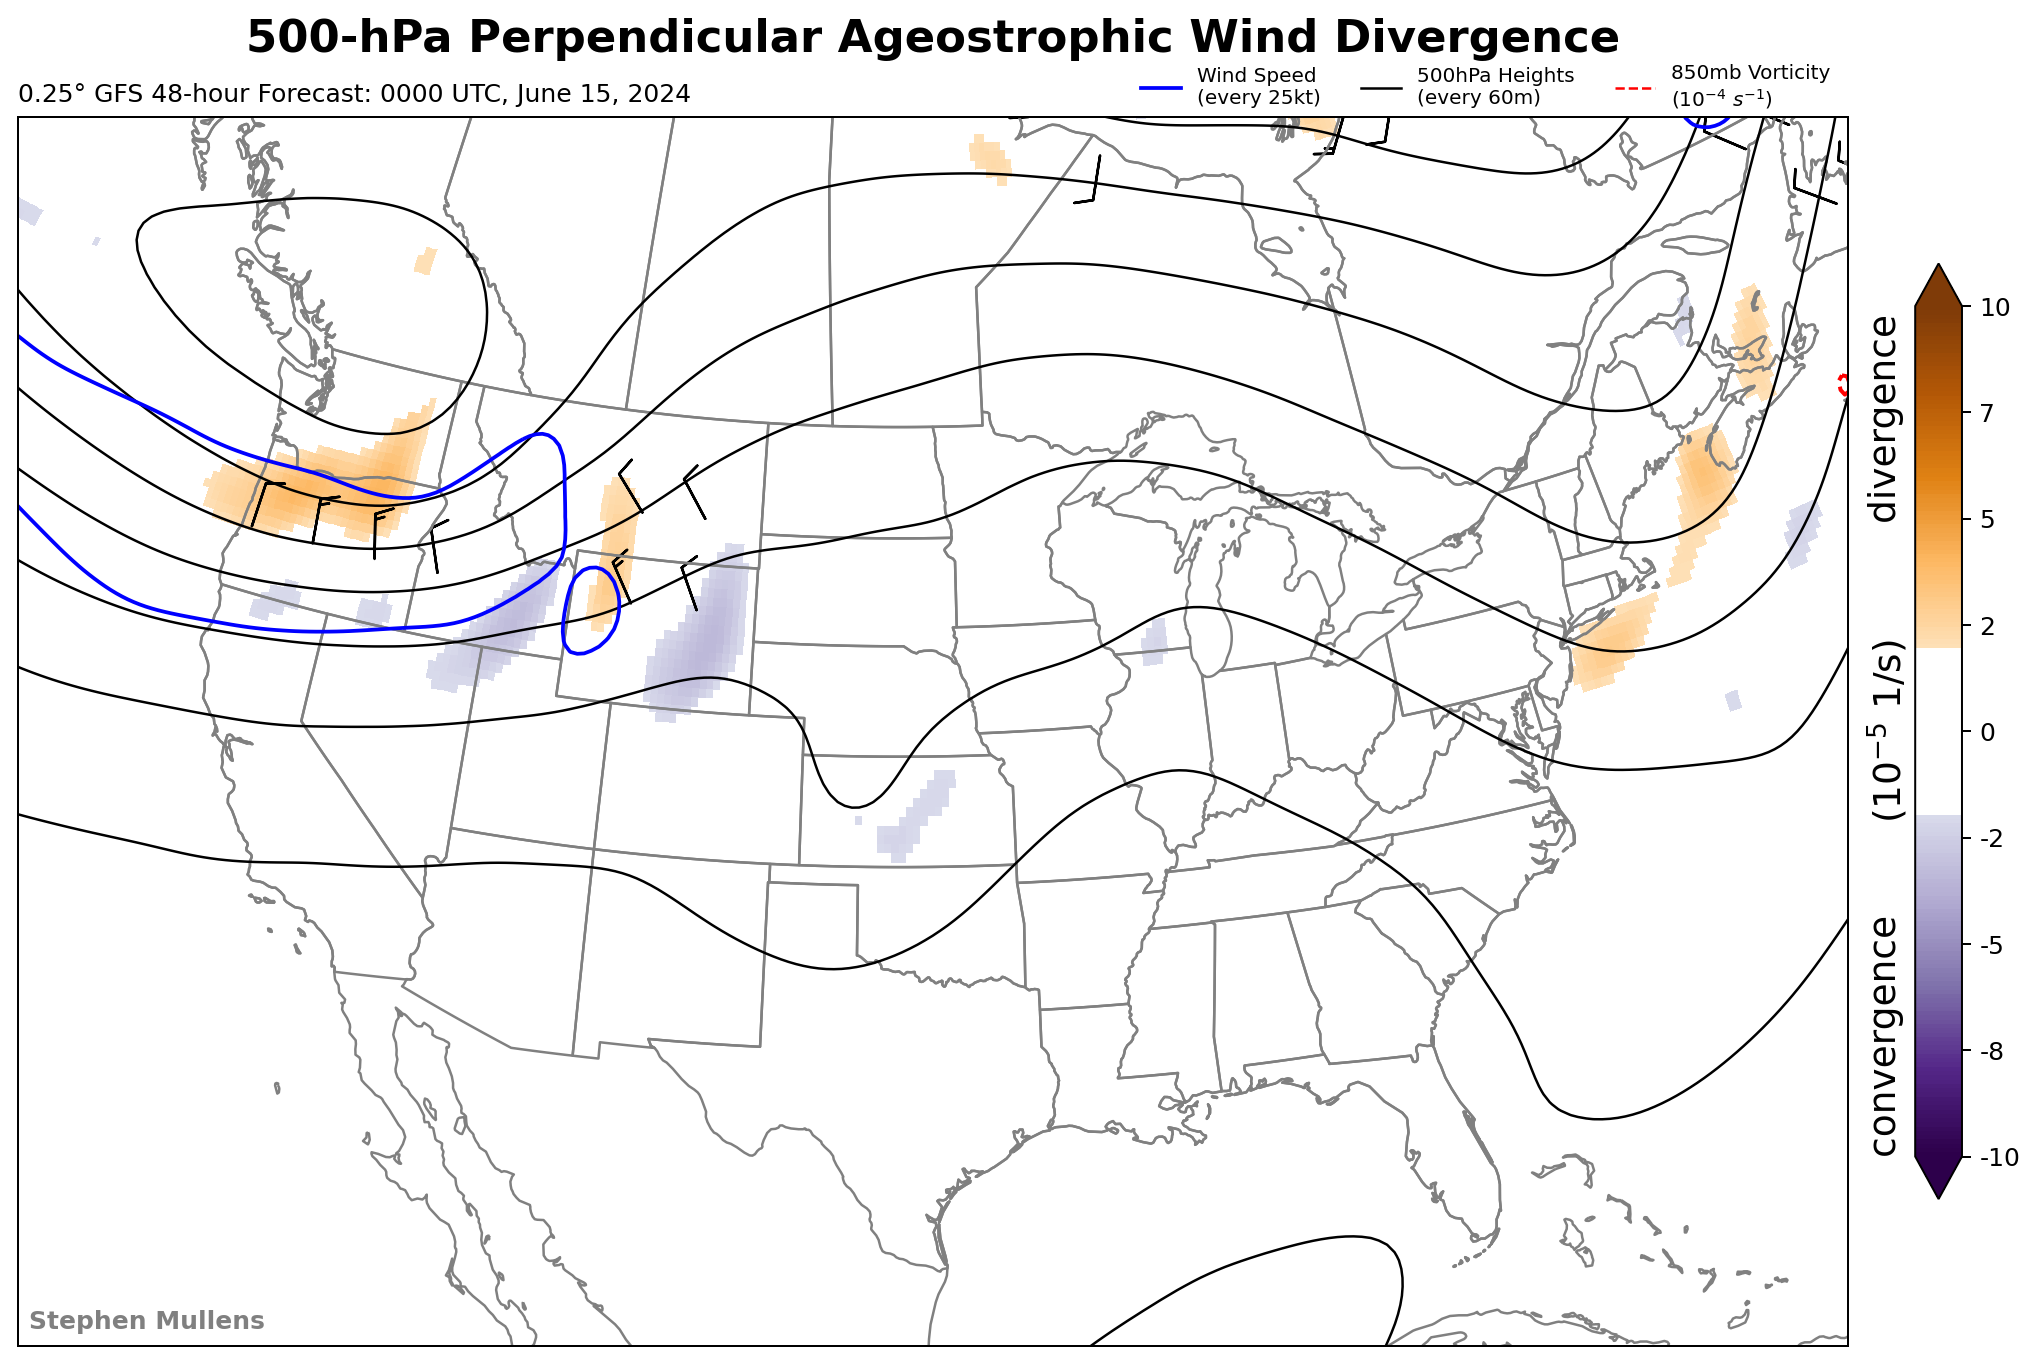 500-hPa Perpendicular Ageostrophic Wind Divergence
0.25° GFS 48-hour Forecast: 0000 UTC, June 15, 2024
Wind Speed
(every 25kt)
500hPa Heights
(every 60m)
850mb Vorticity
(10⁻⁴ s⁻¹)
10
7
5
2
0
-2
-5
-8
-10
convergence (10⁻⁵ 1/s) divergence
Stephen Mullens